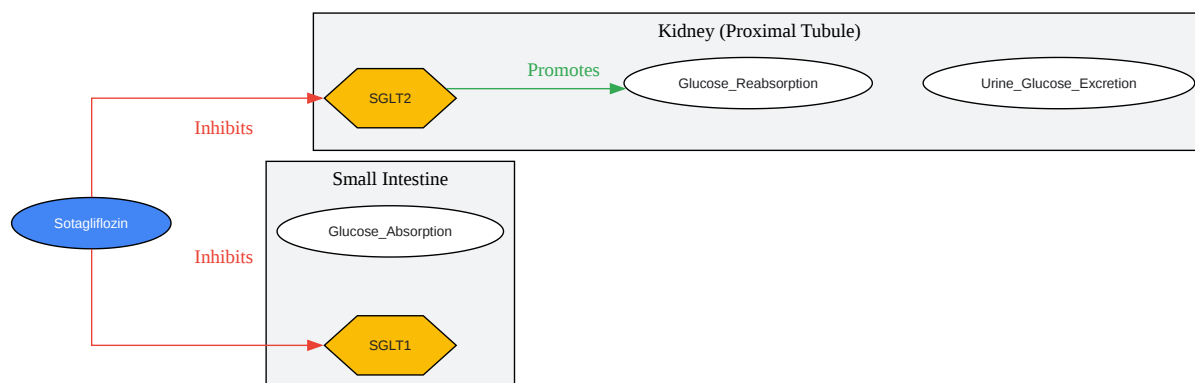 Kidney (Proximal Tubule)
Promotes
SGLT2
Glucose_Reabsorption
Urine_Glucose_Excretion
Inhibits
Small Intestine
Sotagliflozin
Glucose_Absorption
Inhibits
SGLT1